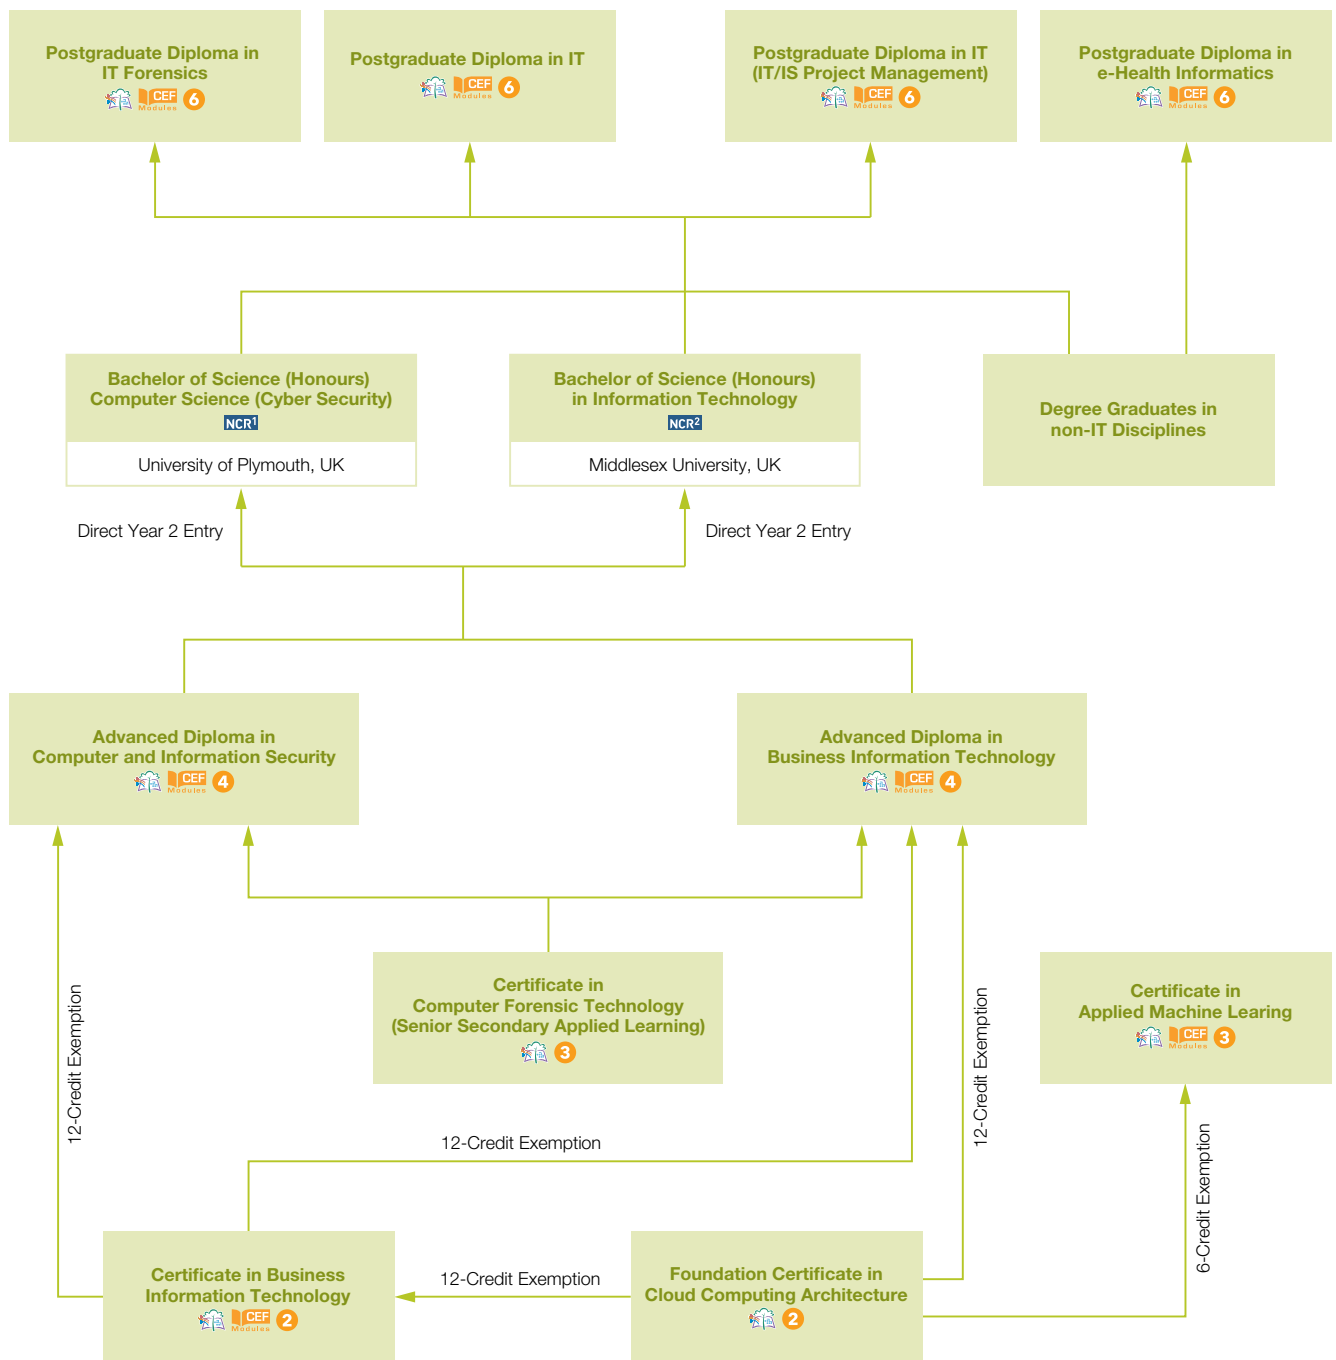 Postgraduate Diploma in
IT Forensics
CEF
Modules
6
Postgraduate Diploma in IT
CEF
Modules
6
Postgraduate Diploma in IT
(IT/IS Project Management)
CEF
Modules
6
Postgraduate Diploma in
e-Health Informatics
CEF
Modules
6
Bachelor of Science (Honours)
Computer Science (Cyber Security)
NCR1
University of Plymouth, UK
Bachelor of Science (Honours)
in Information Technology
NCR2
Middlesex University, UK
Degree Graduates in
non-IT Disciplines
Direct Year 2 Entry
Direct Year 2 Entry
Advanced Diploma in
Computer and Information Security
CEF
Modules
4
Advanced Diploma in
Business Information Technology
CEF
Modules
4
12-Credit Exemption
Certificate in
Computer Forensic Technology
(Senior Secondary Applied Learning)
3
12-Credit Exemption
Certificate in
Applied Machine Learing
CEF
Modules
3
12-Credit Exemption
6-Credit Exemption
Certificate in Business
Information Technology
CEF
Modules
2
12-Credit Exemption
Foundation Certificate in
Cloud Computing Architecture
2